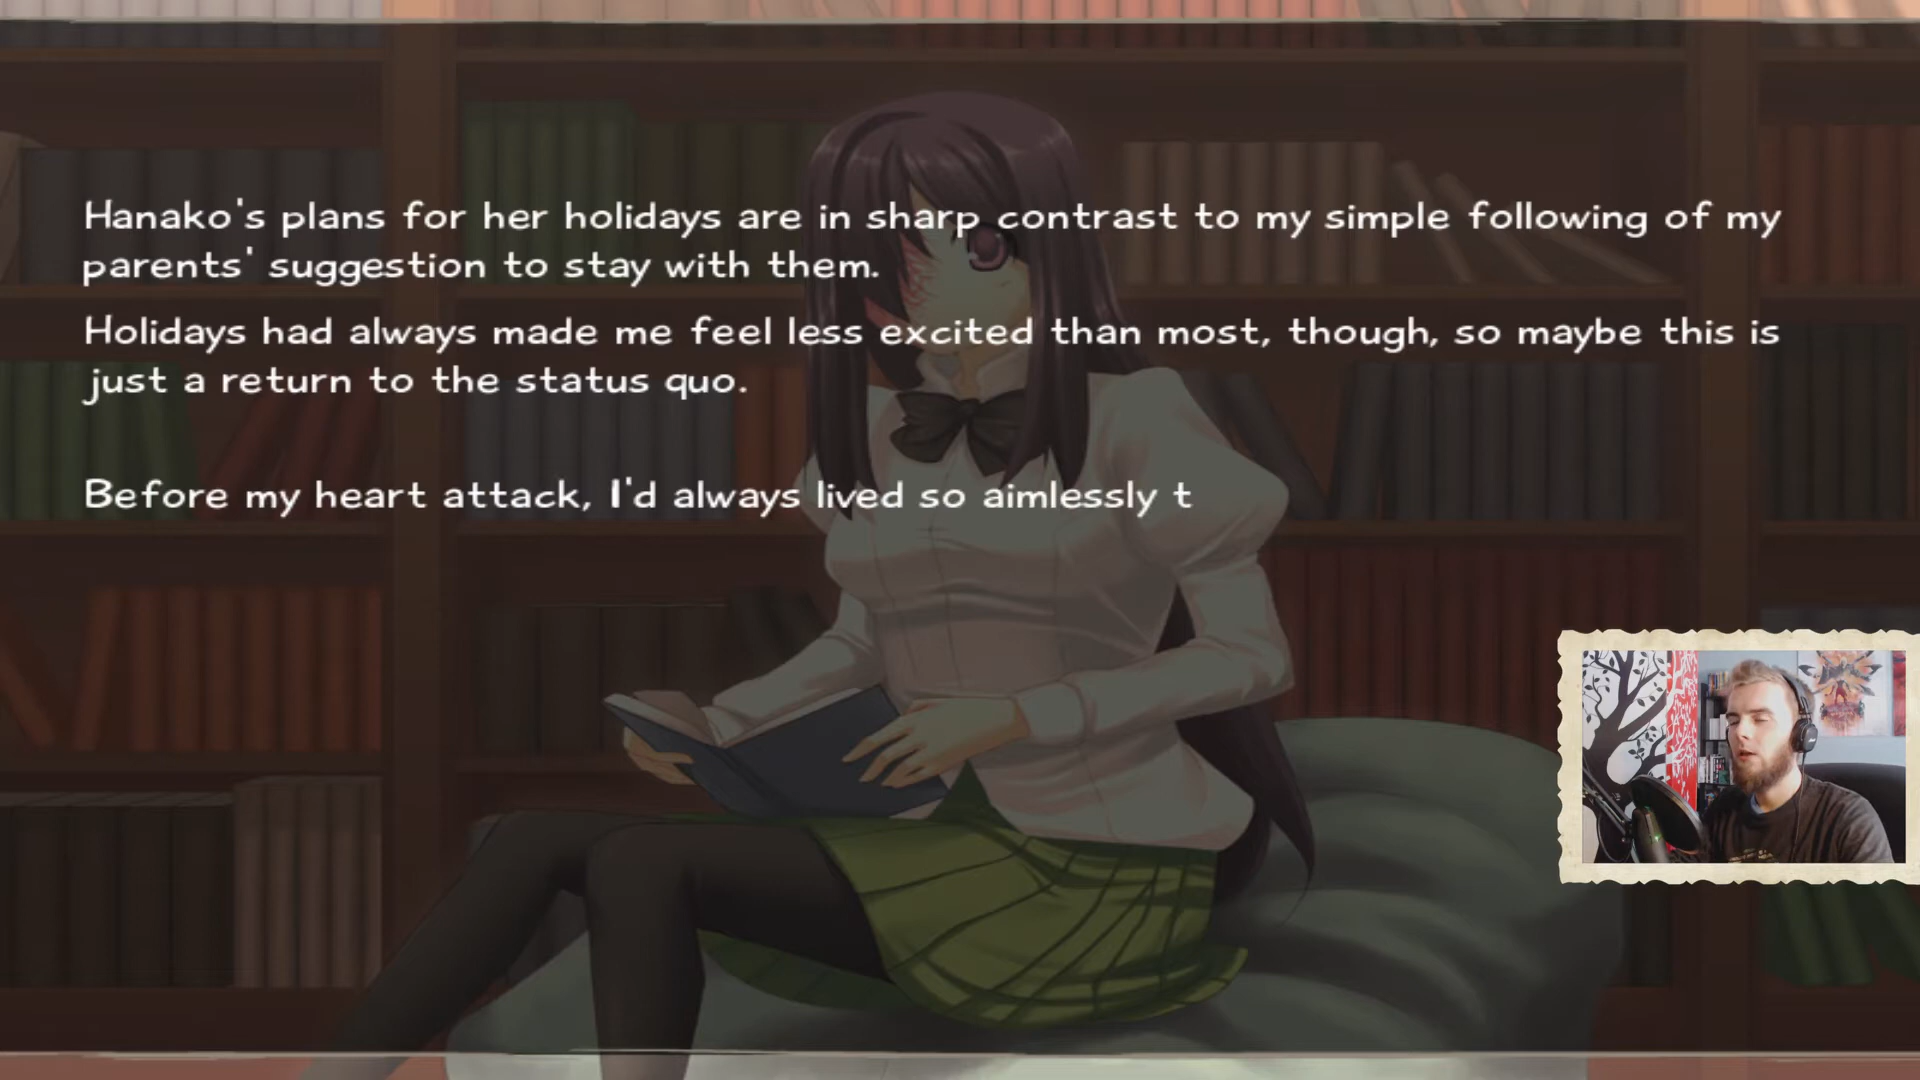 Hanako's plans for her holidays are in sharp contrast to my simple following of my
parents' suggestion to stay with them.
Holidays had always made me feel less excited than most, though, so maybe this is
just a return to the status quo.
Before my heart attack, I'd always lived so aimlessly t